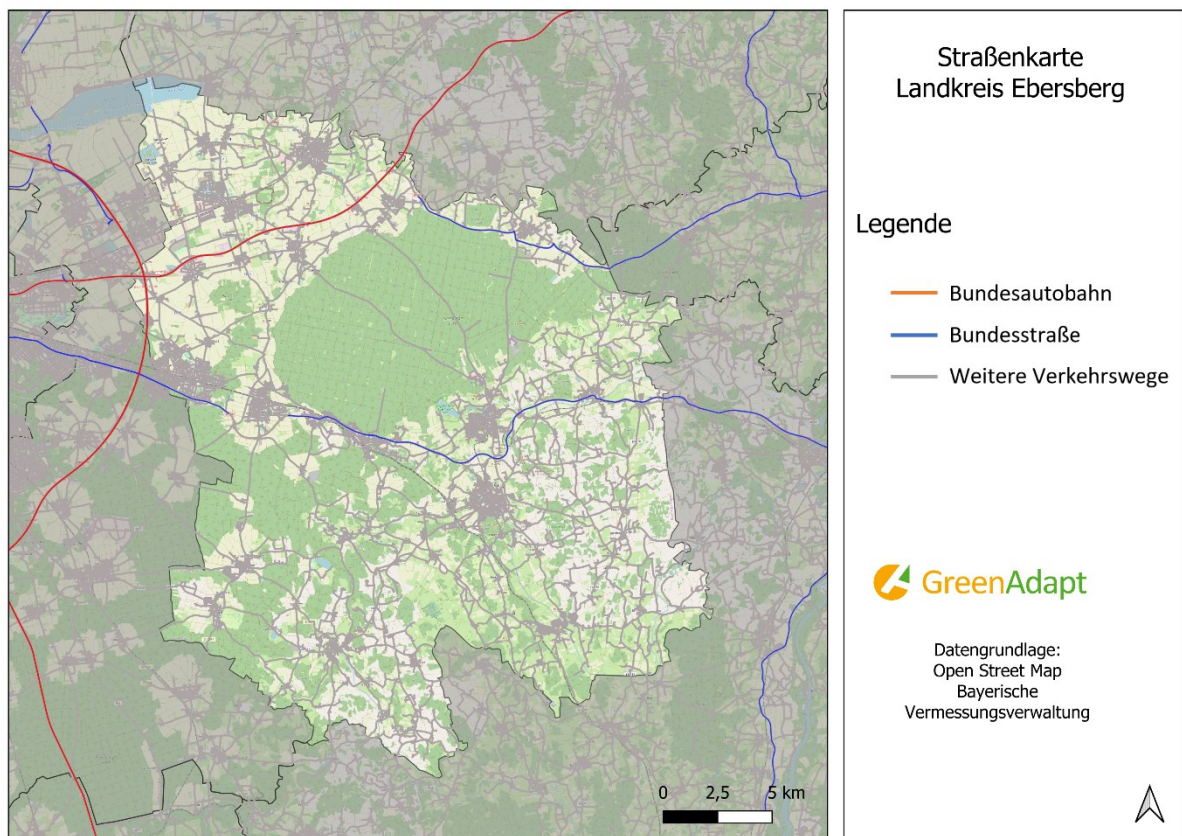 Straßenkarte
Landkreis Ebersberg
Legende
Bundesautobahn
Bundesstraße
Weitere Verkehrswege
GreenAdapt
Datengrundlage:
Open Street Map
Bayerische
Vermessungsverwaltung
0 2,5 5 km